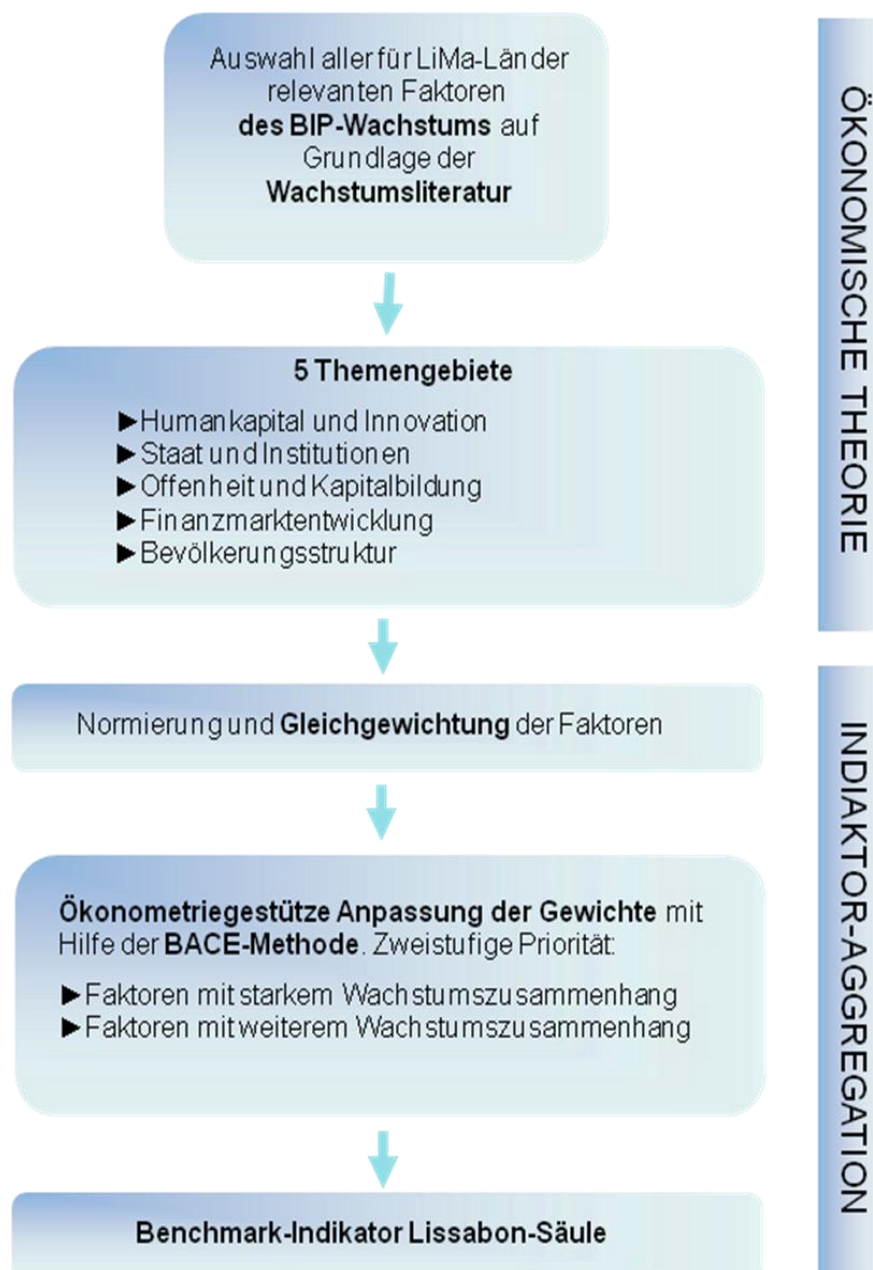 Auswahl aller für LiMa-Länder
relevanten Faktoren
des BIP-Wachstums auf
Grundlage der
Wachstumsliteratur
5 Themengebiete
►Humankapital und Innovation
►Staat und Institutionen
►Offenheit und Kapitalbildung
►Finanzmarktentwicklung
►Bevölkerungsstruktur
ÖKONOMISCHE THEORIE
Normierung und Gleichgewichtung der Faktoren
Ökonometriegestütze Anpassung der Gewichte mit
Hilfe der BACE-Methode. Zweistufige Priorität:
►Faktoren mit starkem Wachstumszusammenhang
►Faktoren mit weiterem Wachstumszusammenhang
Benchmark-Indikator Lissabon-Säule
INDIAKTOR-AGGREGATION